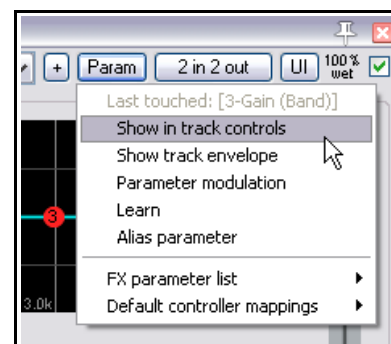 + Param 2 in 2 out UI 100% wet
Last touched: [3-Gain (Band)]
Show in track controls
Show track envelope
Parameter modulation
Learn
Alias parameter
3
FX parameter list
3.0k
Default controller mappings